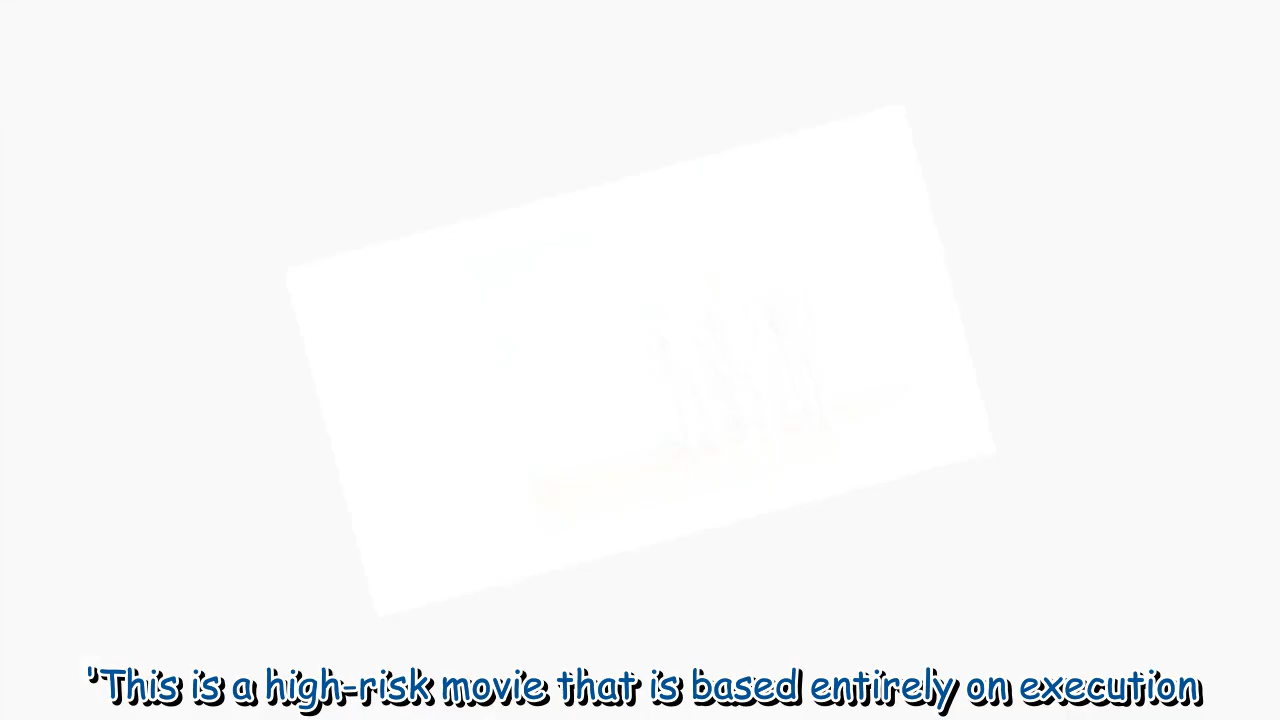 'This is a high-risk movie that is based entirely on execution